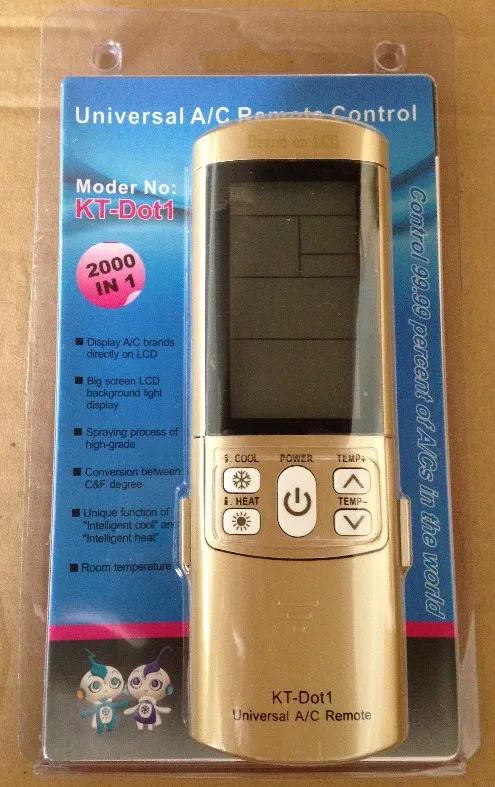 Universal A/C Remote Control
Brand on LCD
Moder No:
KT-Dot1
2000
IN 1
Display A/C brands
directly on LCD
Big screen LCD
background light
display
Spraying process of
high-grade
Conversion between
C&F degree
Unique function of
"Intelligent cool" and
"Intelligent heat"
Room temperature
Control 99.99 percent of A/CS in the world
i. COOL POWER TEMP+
i. HEAT TEMP-
KT-Dot1
Universal A/C Remote